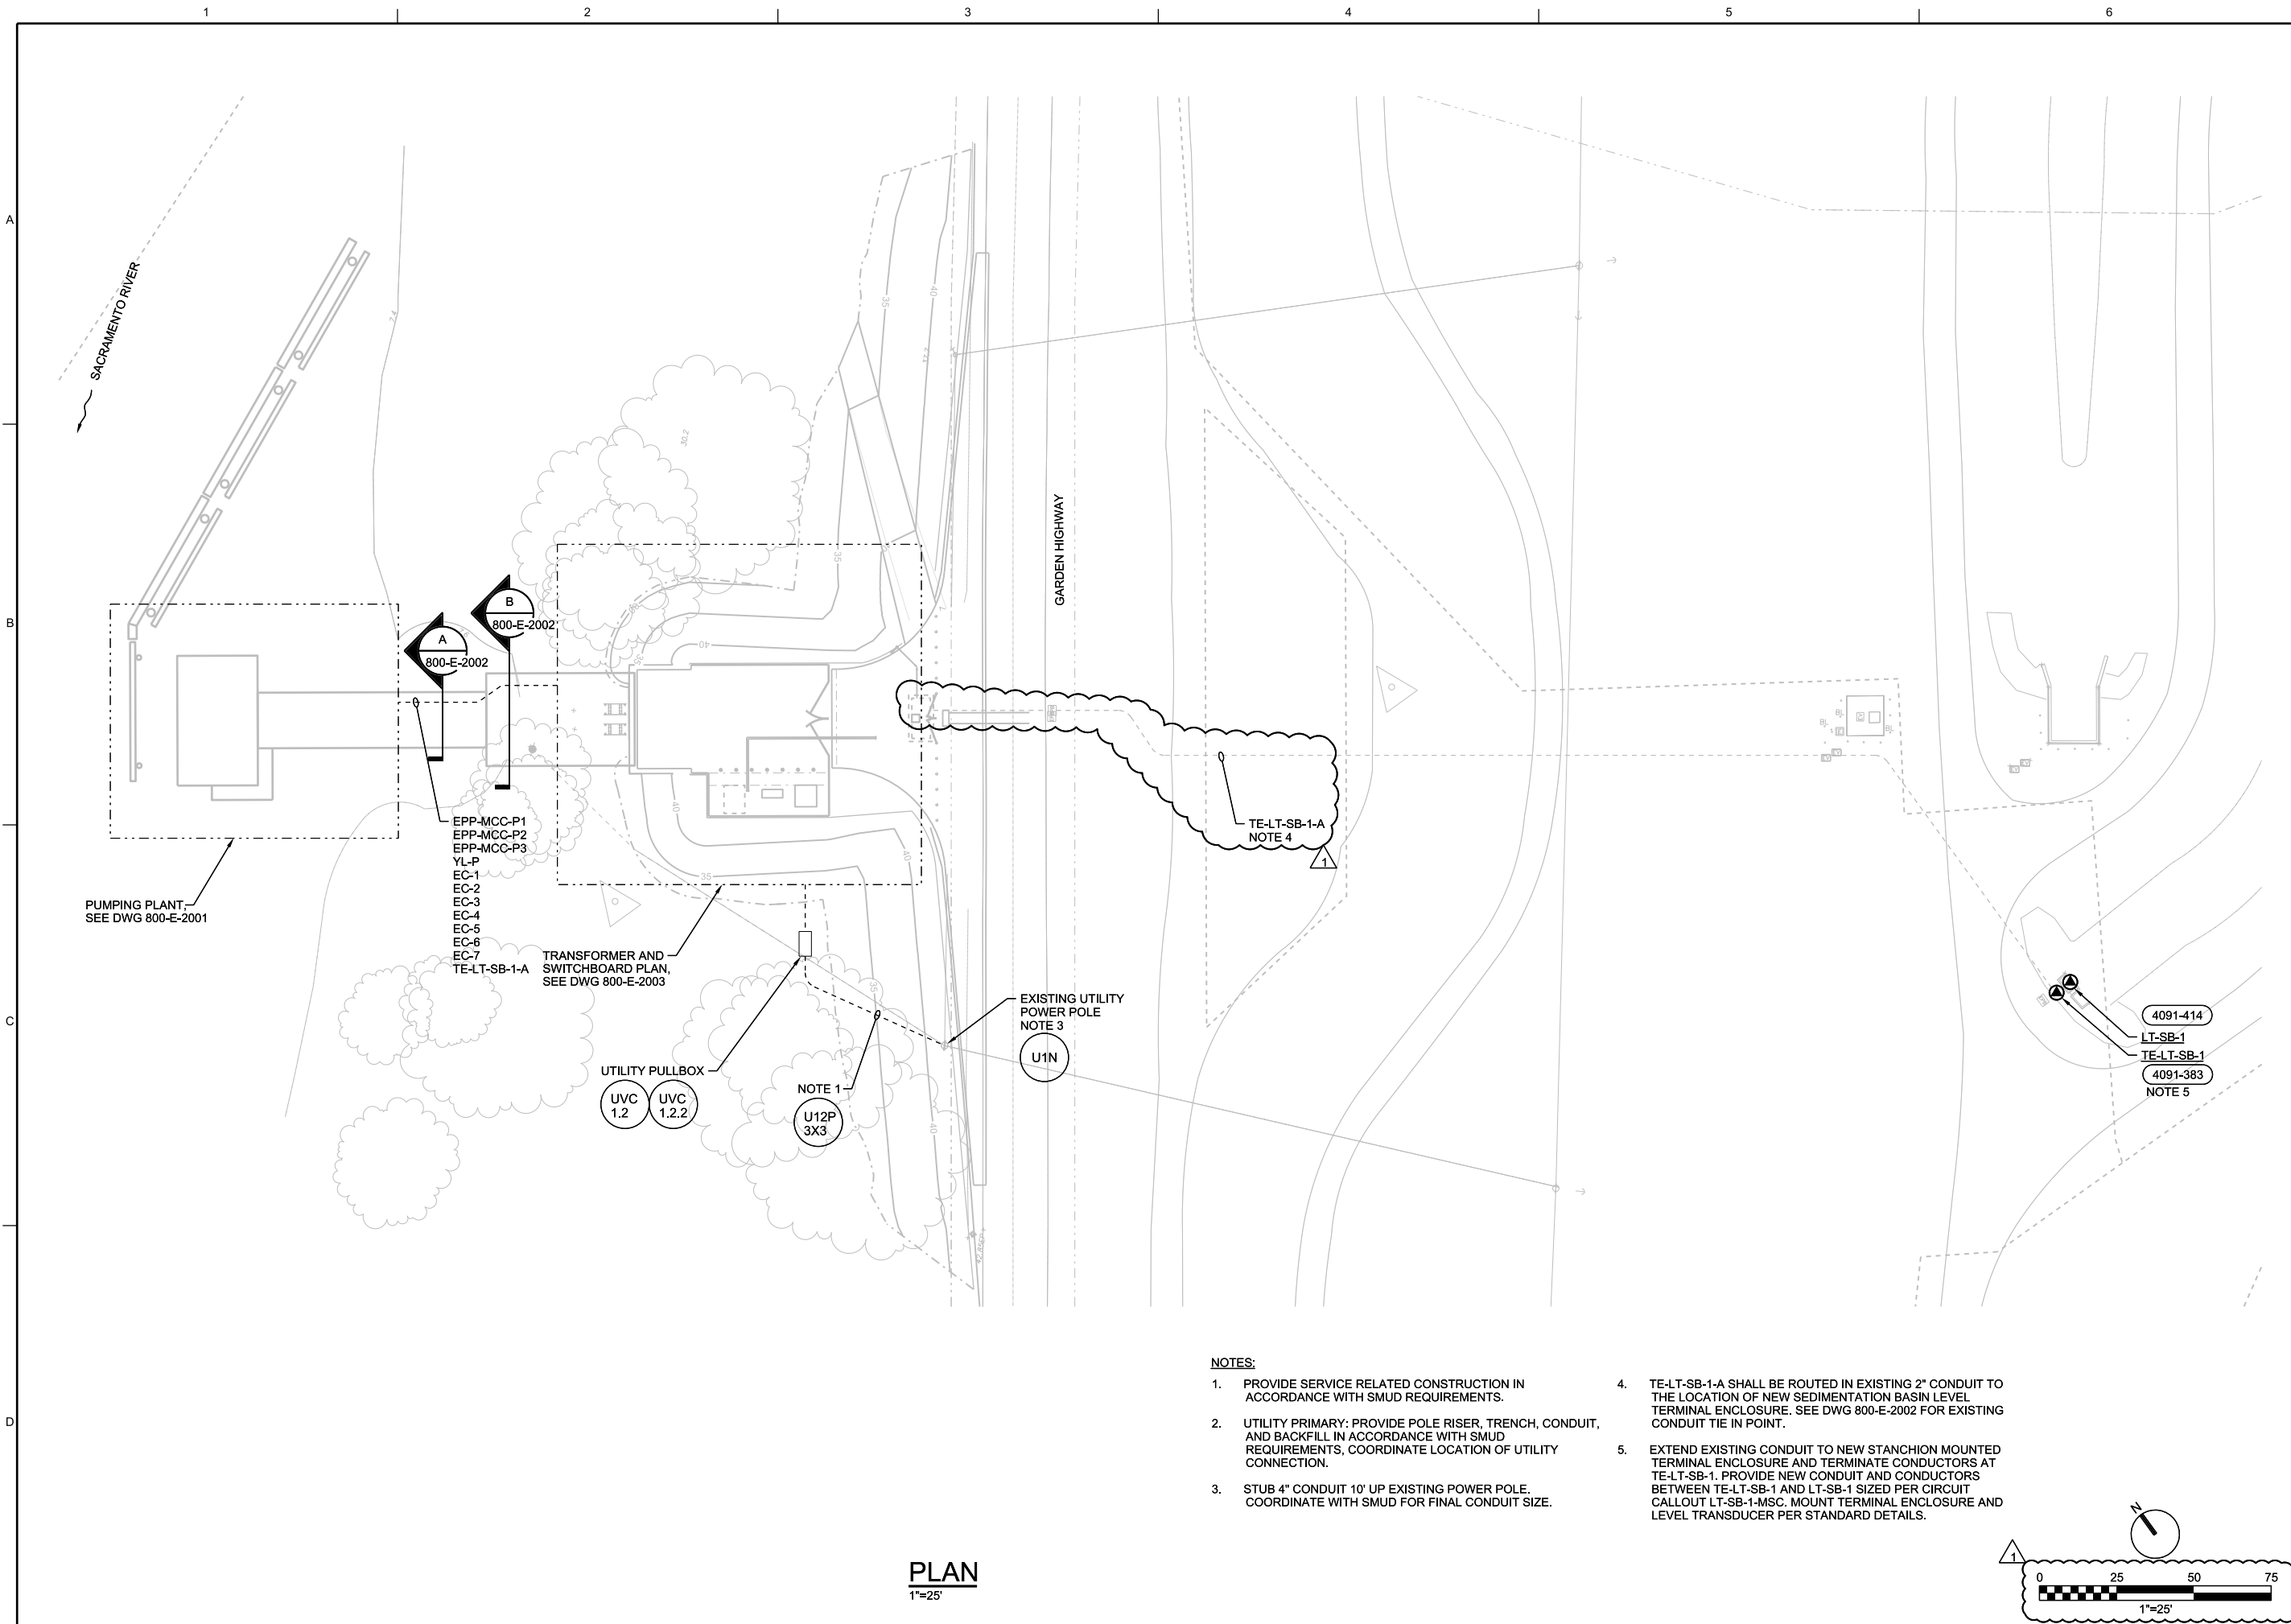 1 2 3 4 5 6
A
B
C
D
SACRAMENTO RIVER
GARDEN HIGHWAY
7.4
30.2
37.2
35
40
35
40
35
40
35
40
35
40
35
40
A
800-E-2002
B
800-E-2002
EPP-MCC-P1
EPP-MCC-P2
EPP-MCC-P3
YL-P
EC-1
EC-2
EC-3
EC-4
EC-5
EC-6
EC-7
TE-LT-SB-1-A
PUMPING PLANT,
SEE DWG 800-E-2001
TRANSFORMER AND
SWITCHBOARD PLAN,
SEE DWG 800-E-2003
TE-LT-SB-1-A
NOTE 4
1
EXISTING UTILITY
POWER POLE
NOTE 3
U1N
UTILITY PULLBOX
UVC
1.2
UVC
1.2.2
NOTE 1
U12P
3X3
4091-414
LT-SB-1
TE-LT-SB-1
4091-383
NOTE 5
NOTES:
1. PROVIDE SERVICE RELATED CONSTRUCTION IN
ACCORDANCE WITH SMUD REQUIREMENTS.
2. UTILITY PRIMARY: PROVIDE POLE RISER, TRENCH, CONDUIT,
AND BACKFILL IN ACCORDANCE WITH SMUD
REQUIREMENTS, COORDINATE LOCATION OF UTILITY
CONNECTION.
3. STUB 4" CONDUIT 10' UP EXISTING POWER POLE.
COORDINATE WITH SMUD FOR FINAL CONDUIT SIZE.
4. TE-LT-SB-1-A SHALL BE ROUTED IN EXISTING 2" CONDUIT TO
THE LOCATION OF NEW SEDIMENTATION BASIN LEVEL
TERMINAL ENCLOSURE. SEE DWG 800-E-2002 FOR EXISTING
CONDUIT TIE IN POINT.
5. EXTEND EXISTING CONDUIT TO NEW STANCHION MOUNTED
TERMINAL ENCLOSURE AND TERMINATE CONDUCTORS AT
TE-LT-SB-1. PROVIDE NEW CONDUIT AND CONDUCTORS
BETWEEN TE-LT-SB-1 AND LT-SB-1 SIZED PER CIRCUIT
CALLOUT LT-SB-1-MSC. MOUNT TERMINAL ENCLOSURE AND
LEVEL TRANSDUCER PER STANDARD DETAILS.
PLAN
1"=25'
N
1
0 25 50 75
1"=25'